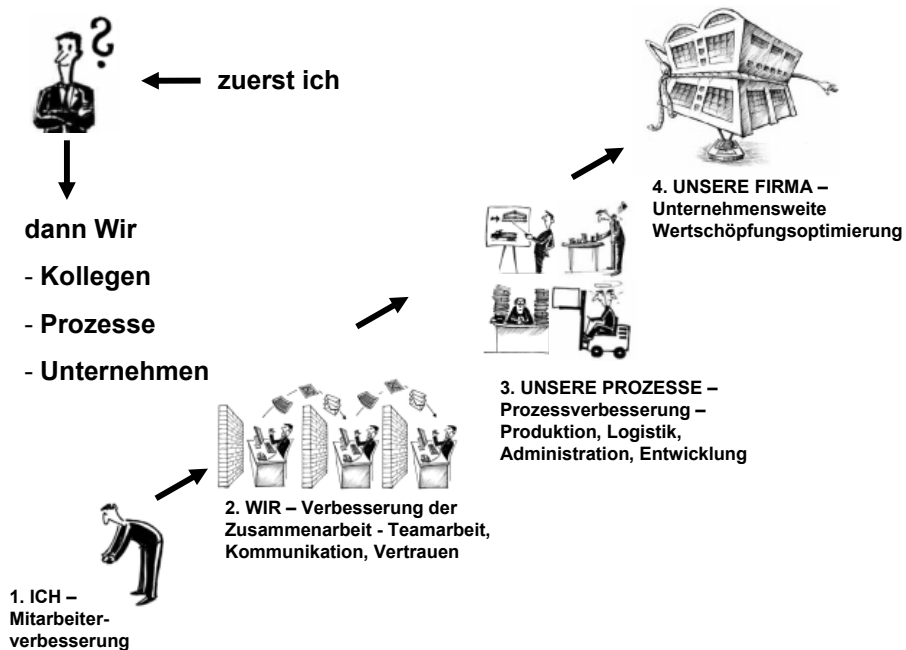 zuerst ich
dann Wir
- Kollegen
- Prozesse
- Unternehmen
1. ICH –
Mitarbeiter-
verbesserung
2. WIR – Verbesserung der
Zusammenarbeit - Teamarbeit,
Kommunikation, Vertrauen
3. UNSERE PROZESSE –
Prozessverbesserung –
Produktion, Logistik,
Administration, Entwicklung
4. UNSERE FIRMA –
Unternehmensweite
Wertschöpfungsoptimierung